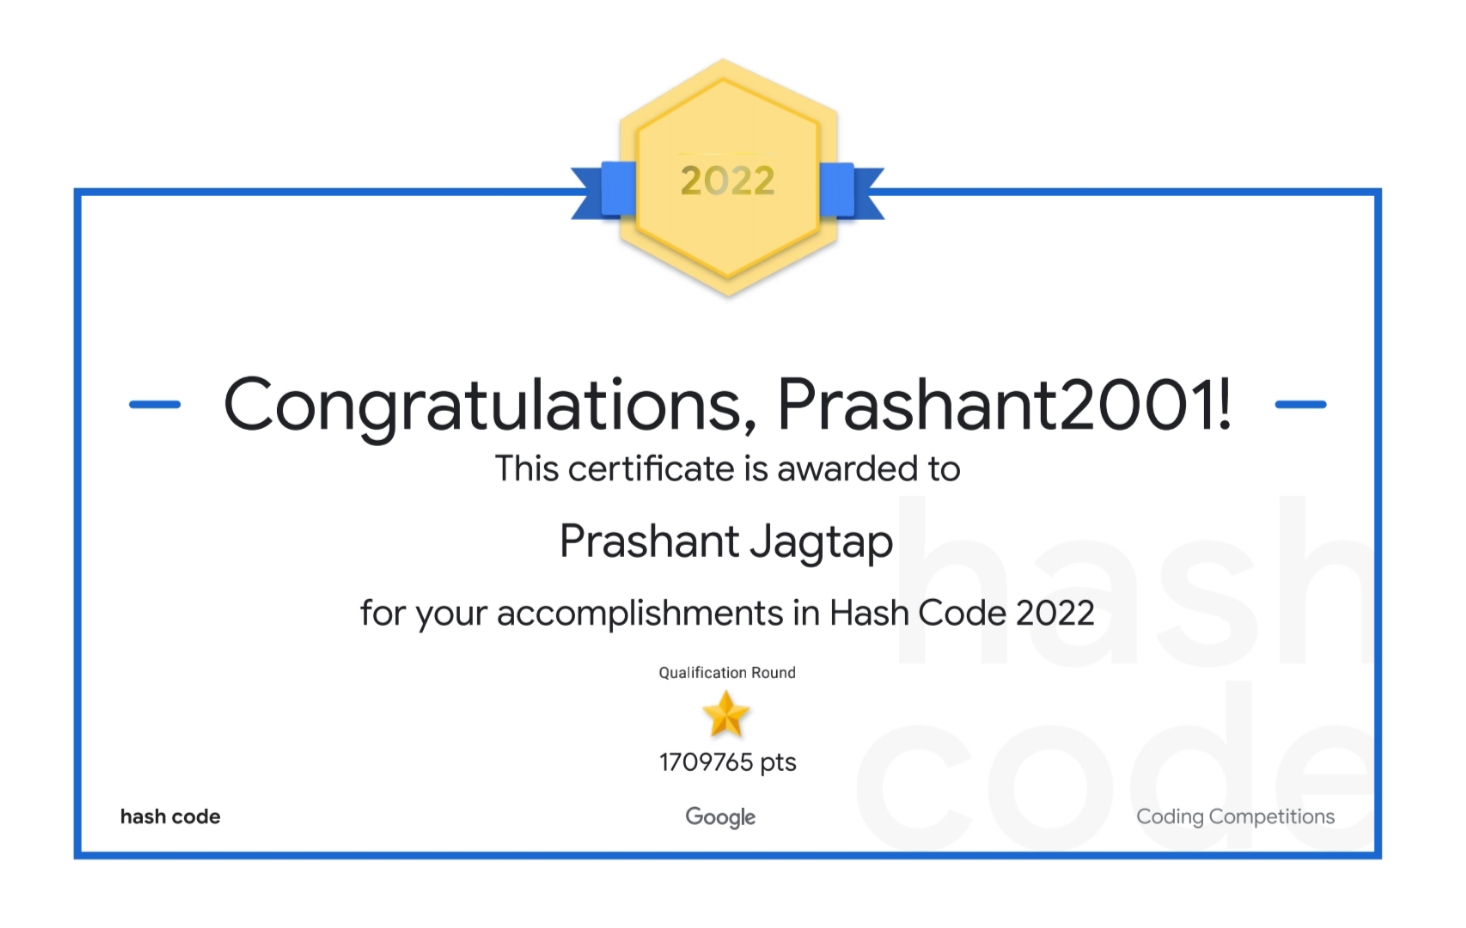 2022
Congratulations, Prashant2001!
This certificate is awarded to
Prashant Jagtap
for your accomplishments in Hash Code 2022
Qualification Round
1709765 pts
hash code
Google
Coding Competitions
hash
code